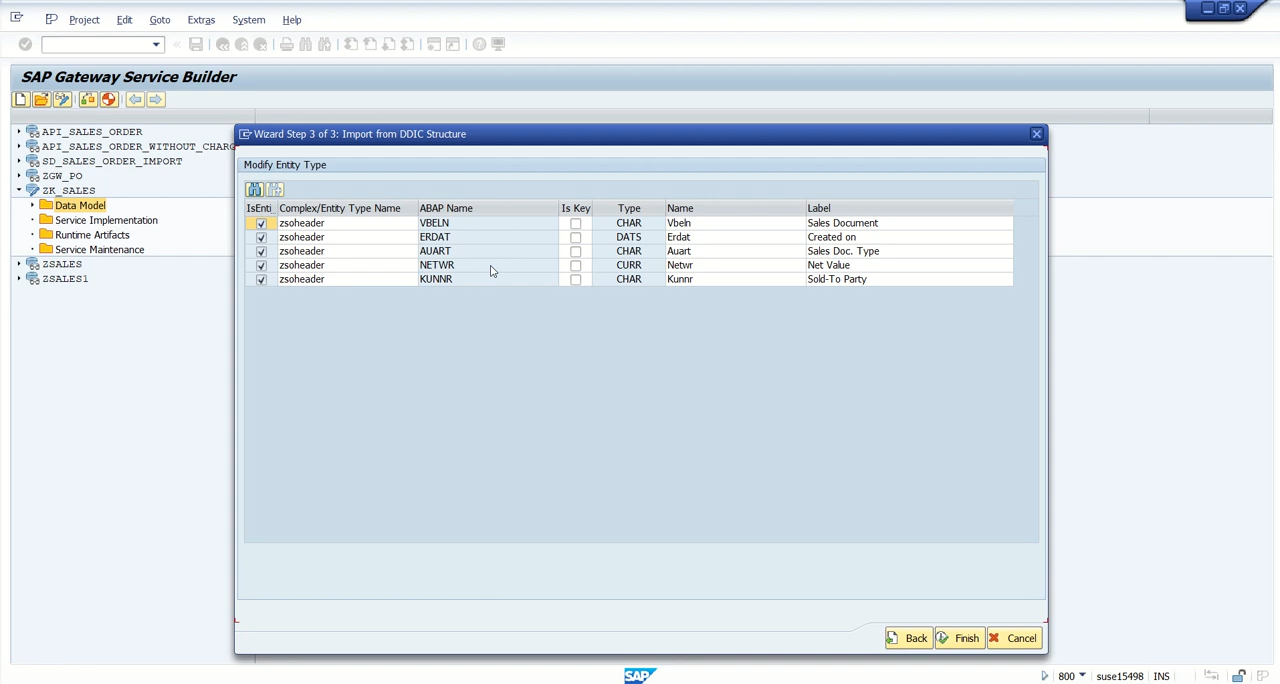 Project Edit Goto Extras System Help
SAP Gateway Service Builder
API_SALES_ORDER
API_SALES_ORDER_WITHOUT_CHARG
SD_SALES_ORDER_IMPORT
ZGW_PO
ZK_SALES
Data Model
Service Implementation
Runtime Artifacts
Service Maintenance
ZSALES
ZSALES1
Wizard Step 3 of 3: Import from DDIC Structure
Modify Entity Type
IsEnti Complex/Entity Type Name ABAP Name Is Key Type Name Label
zsoheader VBELN CHAR Vbeln Sales Document
zsoheader ERDAT DATS Erdat Created on
zsoheader AUART CHAR Auart Sales Doc. Type
zsoheader NETWR CURR Netwr Net Value
zsoheader KUNNR CHAR Kunnr Sold-To Party
Back Finish Cancel
SAP 800 suse15498 INS